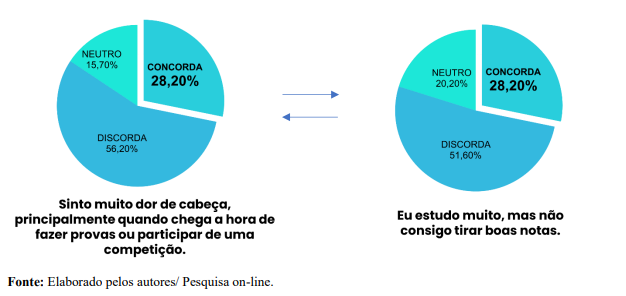 NEUTRO
15,70%
CONCORDA
28,20%
DISCORDA
56,20%
Sinto muito dor de cabeça,
principalmente quando chega a hora de
fazer provas ou participar de uma
competição.
NEUTRO
20,20%
CONCORDA
28,20%
DISCORDA
51,60%
Eu estudo muito, mas não
consigo tirar boas notas.
Fonte: Elaborado pelos autores/ Pesquisa on-line.